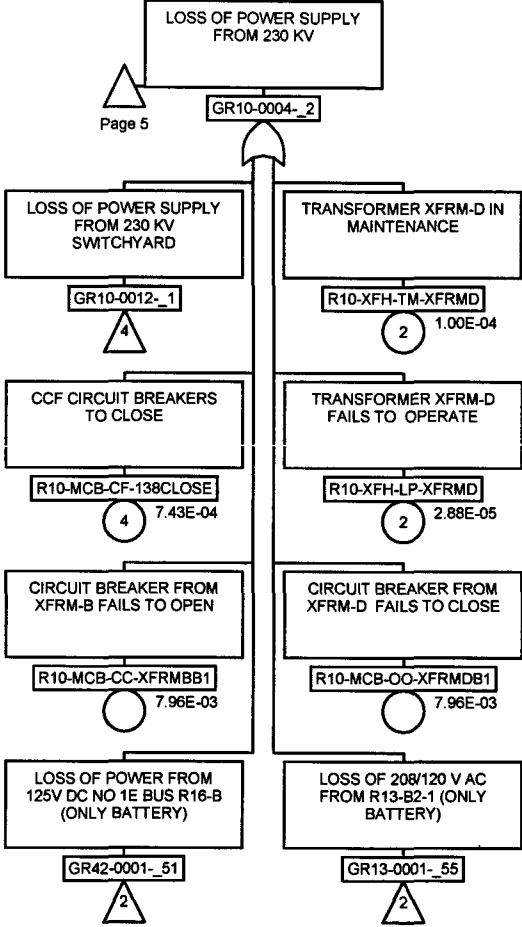 LOSS OF POWER SUPPLY
FROM 230 KV
Page 5
GR10-0004-_2
LOSS OF POWER SUPPLY
FROM 230 KV
SWITCHYARD
GR10-0012-_1
4
TRANSFORMER XFRM-D IN
MAINTENANCE
R10-XFH-TM-XFRMD
2
1.00E-04
CCF CIRCUIT BREAKERS
TO CLOSE
R10-MCB-CF-138CLOSE
4
7.43E-04
TRANSFORMER XFRM-D
FAILS TO OPERATE
R10-XFH-LP-XFRMD
2
2.88E-05
CIRCUIT BREAKER FROM
XFRM-B FAILS TO OPEN
R10-MCB-CC-XFRMBB1
7.96E-03
CIRCUIT BREAKER FROM
XFRM-D FAILS TO CLOSE
R10-MCB-OO-XFRMDB1
7.96E-03
LOSS OF POWER FROM
125V DC NO 1E BUS R16-B
(ONLY BATTERY)
GR42-0001-_51
2
LOSS OF 208/120 V AC
FROM R13-B2-1 (ONLY
BATTERY)
GR13-0001-_55
2